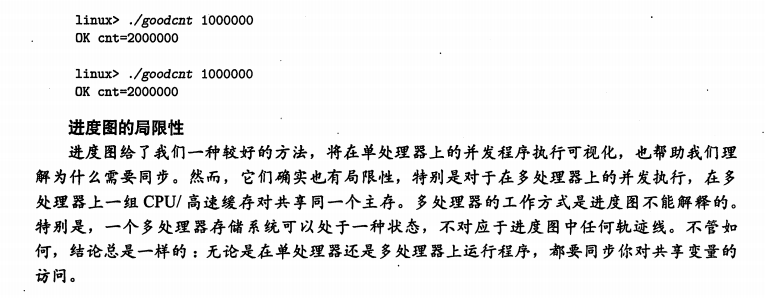 linux> ./goodcnt 1000000
OK cnt=2000000
linux> ./goodcnt 1000000
OK cnt=2000000
进度图的局限性
进度图给了我们一种较好的方法，将在单处理器上的并发程序执行可视化，也帮助我们理
解为什么需要同步。然而，它们确实也有局限性，特别是对于在多处理器上的并发执行，在多
处理器上一组 CPU/ 高速缓存对共享同一个主存。多处理器的工作方式是进度图不能解释的。
特别是，一个多处理器存储系统可以处于一种状态，不对应于进度图中任何轨迹线。不管如
何，结论总是一样的：无论是在单处理器还是多处理器上运行程序，都要同步你对共享变量的
访问。